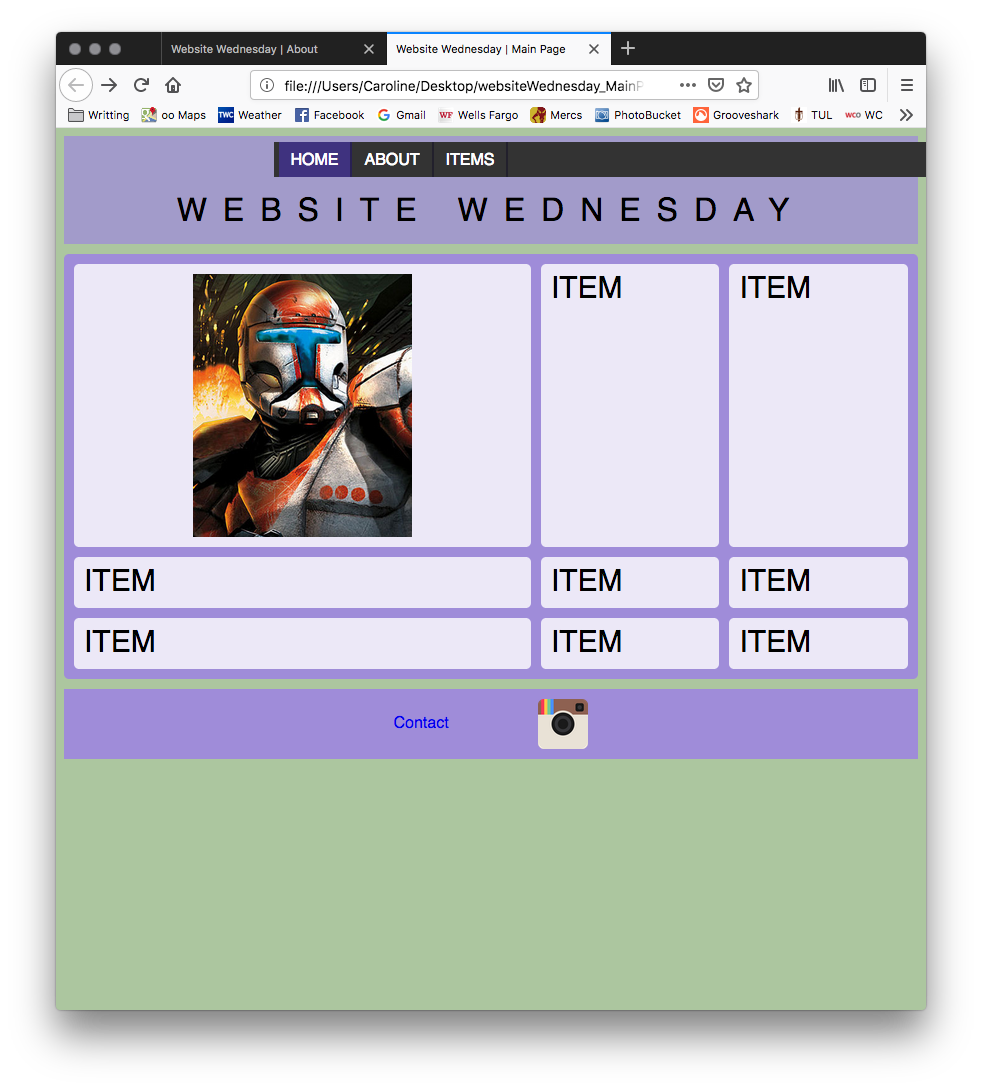 Website Wednesday | About Website Wednesday | Main Page
file:///Users/Caroline/Desktop/websiteWednesday_MainP
Writting oo Maps TWC Weather Facebook G Gmail WF Wells Fargo Mercs PhotoBucket Grooveshark TUL WCO WC
HOME ABOUT ITEMS
WEBSITE WEDNESDAY
ITEM ITEM
ITEM ITEM ITEM
ITEM ITEM ITEM
Contact